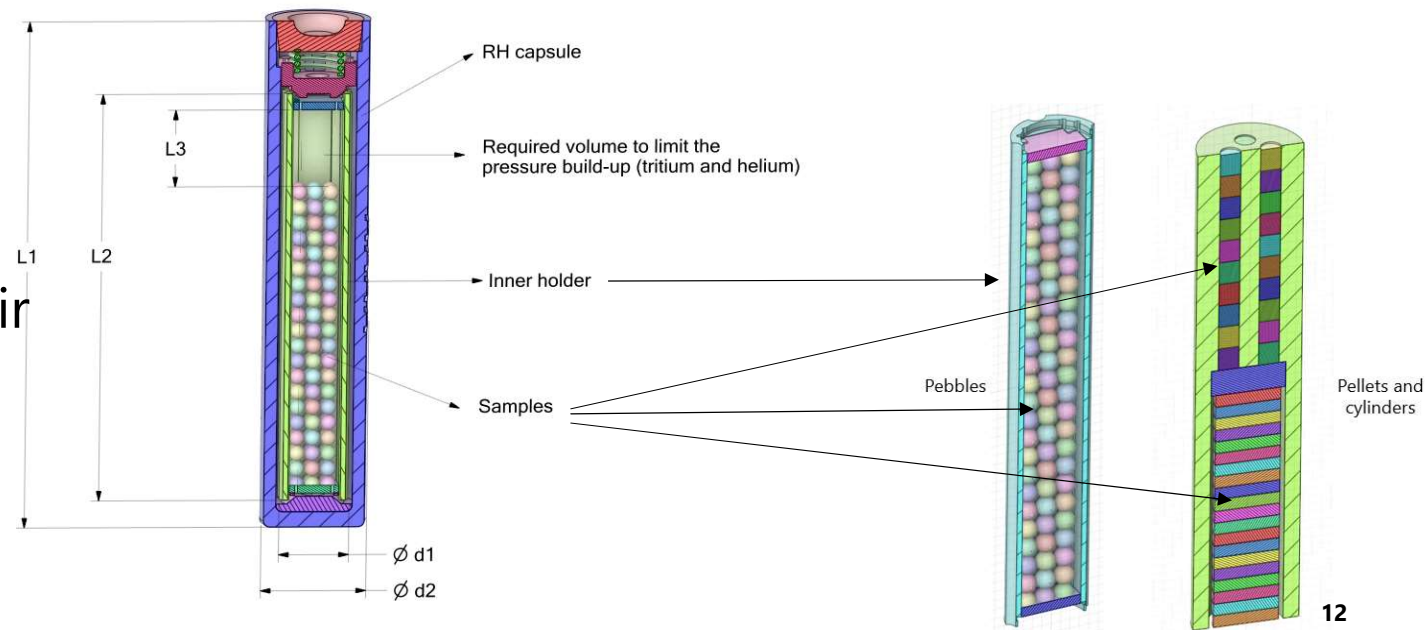 RH capsule
Required volume to limit the
pressure build-up (tritium and helium)
L3
L1
L2
Inner holder
ir
Pebbles
Pellets and
cylinders
Samples
Ø d1
Ø d2
12